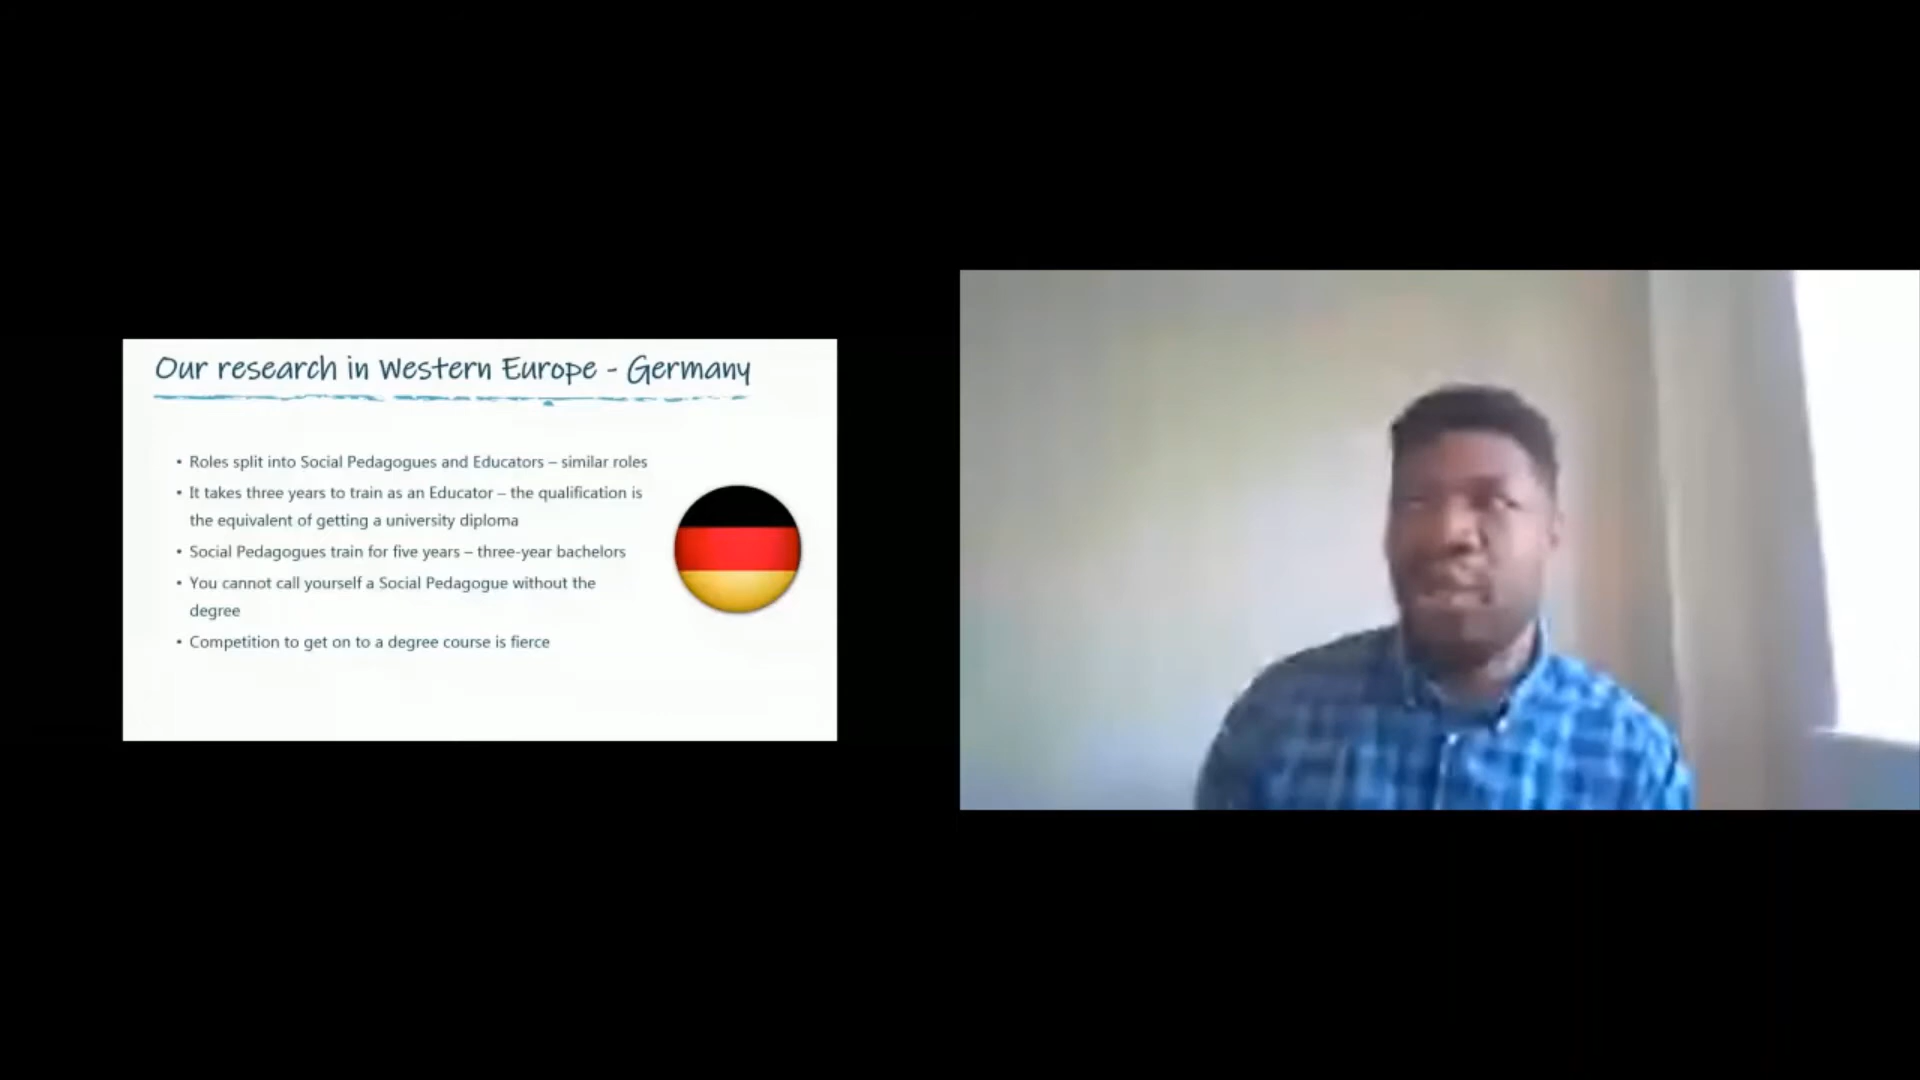 Our research in Western Europe - Germany
• Roles split into Social Pedagogues and Educators – similar roles
• It takes three years to train as an Educator – the qualification is
the equivalent of getting a university diploma
• Social Pedagogues train for five years – three-year bachelors
• You cannot call yourself a Social Pedagogue without the
degree
• Competition to get on to a degree course is fierce